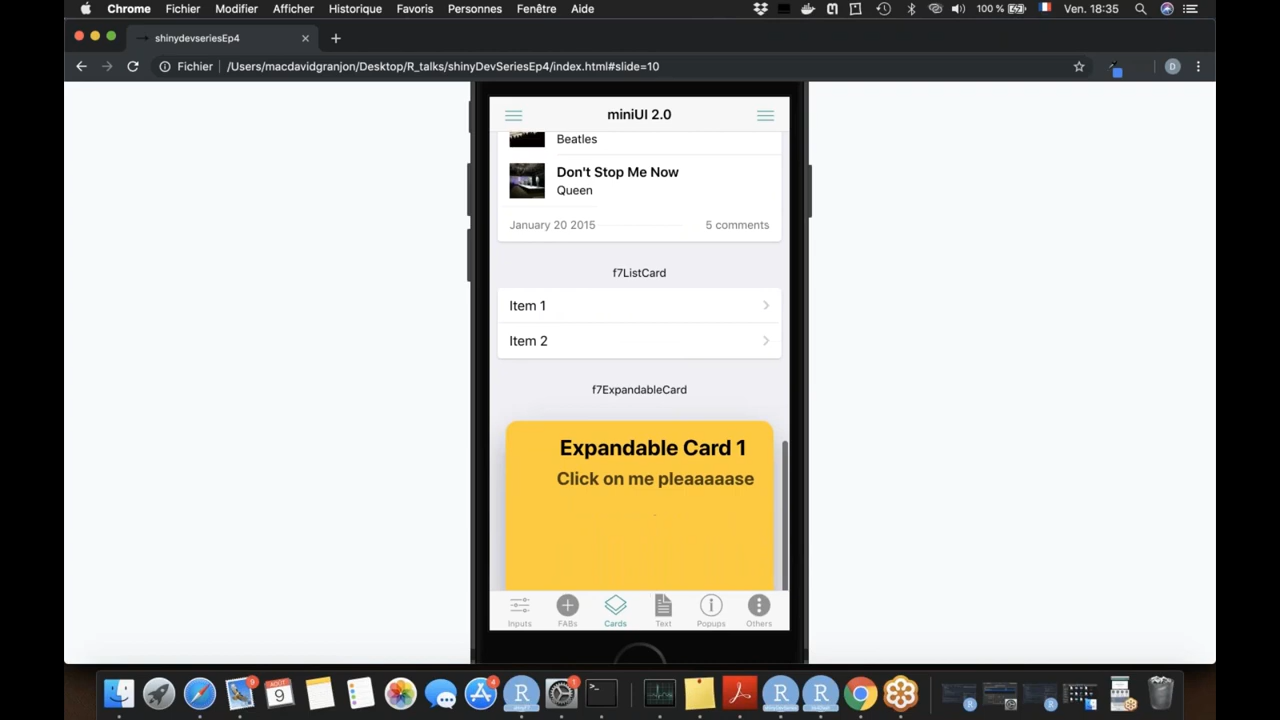 Chrome Fichier Modifier Afficher Historique Favoris Personnes Fenêtre Aide 100 % Ven. 18:35
shinydevseriesEp4
Fichier /Users/macdavidgranjon/Desktop/R_talks/shinyDevSeriesEp4/index.html#slide=10 D
miniUI 2.0
Beatles
Don't Stop Me Now
Queen
January 20 2015 5 comments
f7ListCard
Item 1
Item 2
f7ExpandableCard
Expandable Card 1
Click on me pleaaaaase
Inputs FABs Cards Text Popups Others